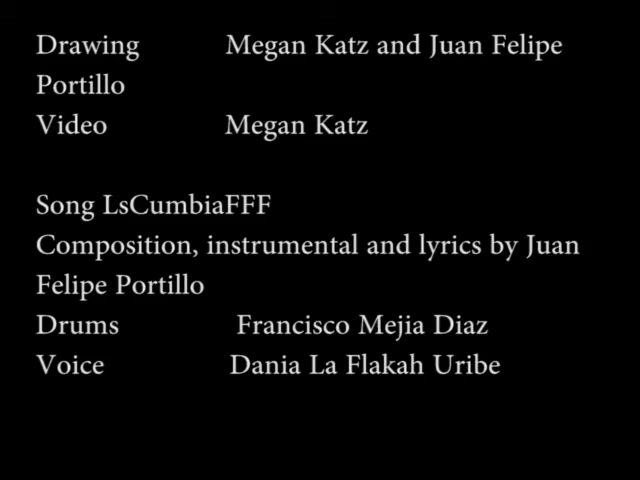 Drawing Megan Katz and Juan Felipe
Portillo
Video Megan Katz
Song LsCumbiaFFF
Composition, instrumental and lyrics by Juan
Felipe Portillo
Drums Francisco Mejia Diaz
Voice Dania La Flakah Uribe